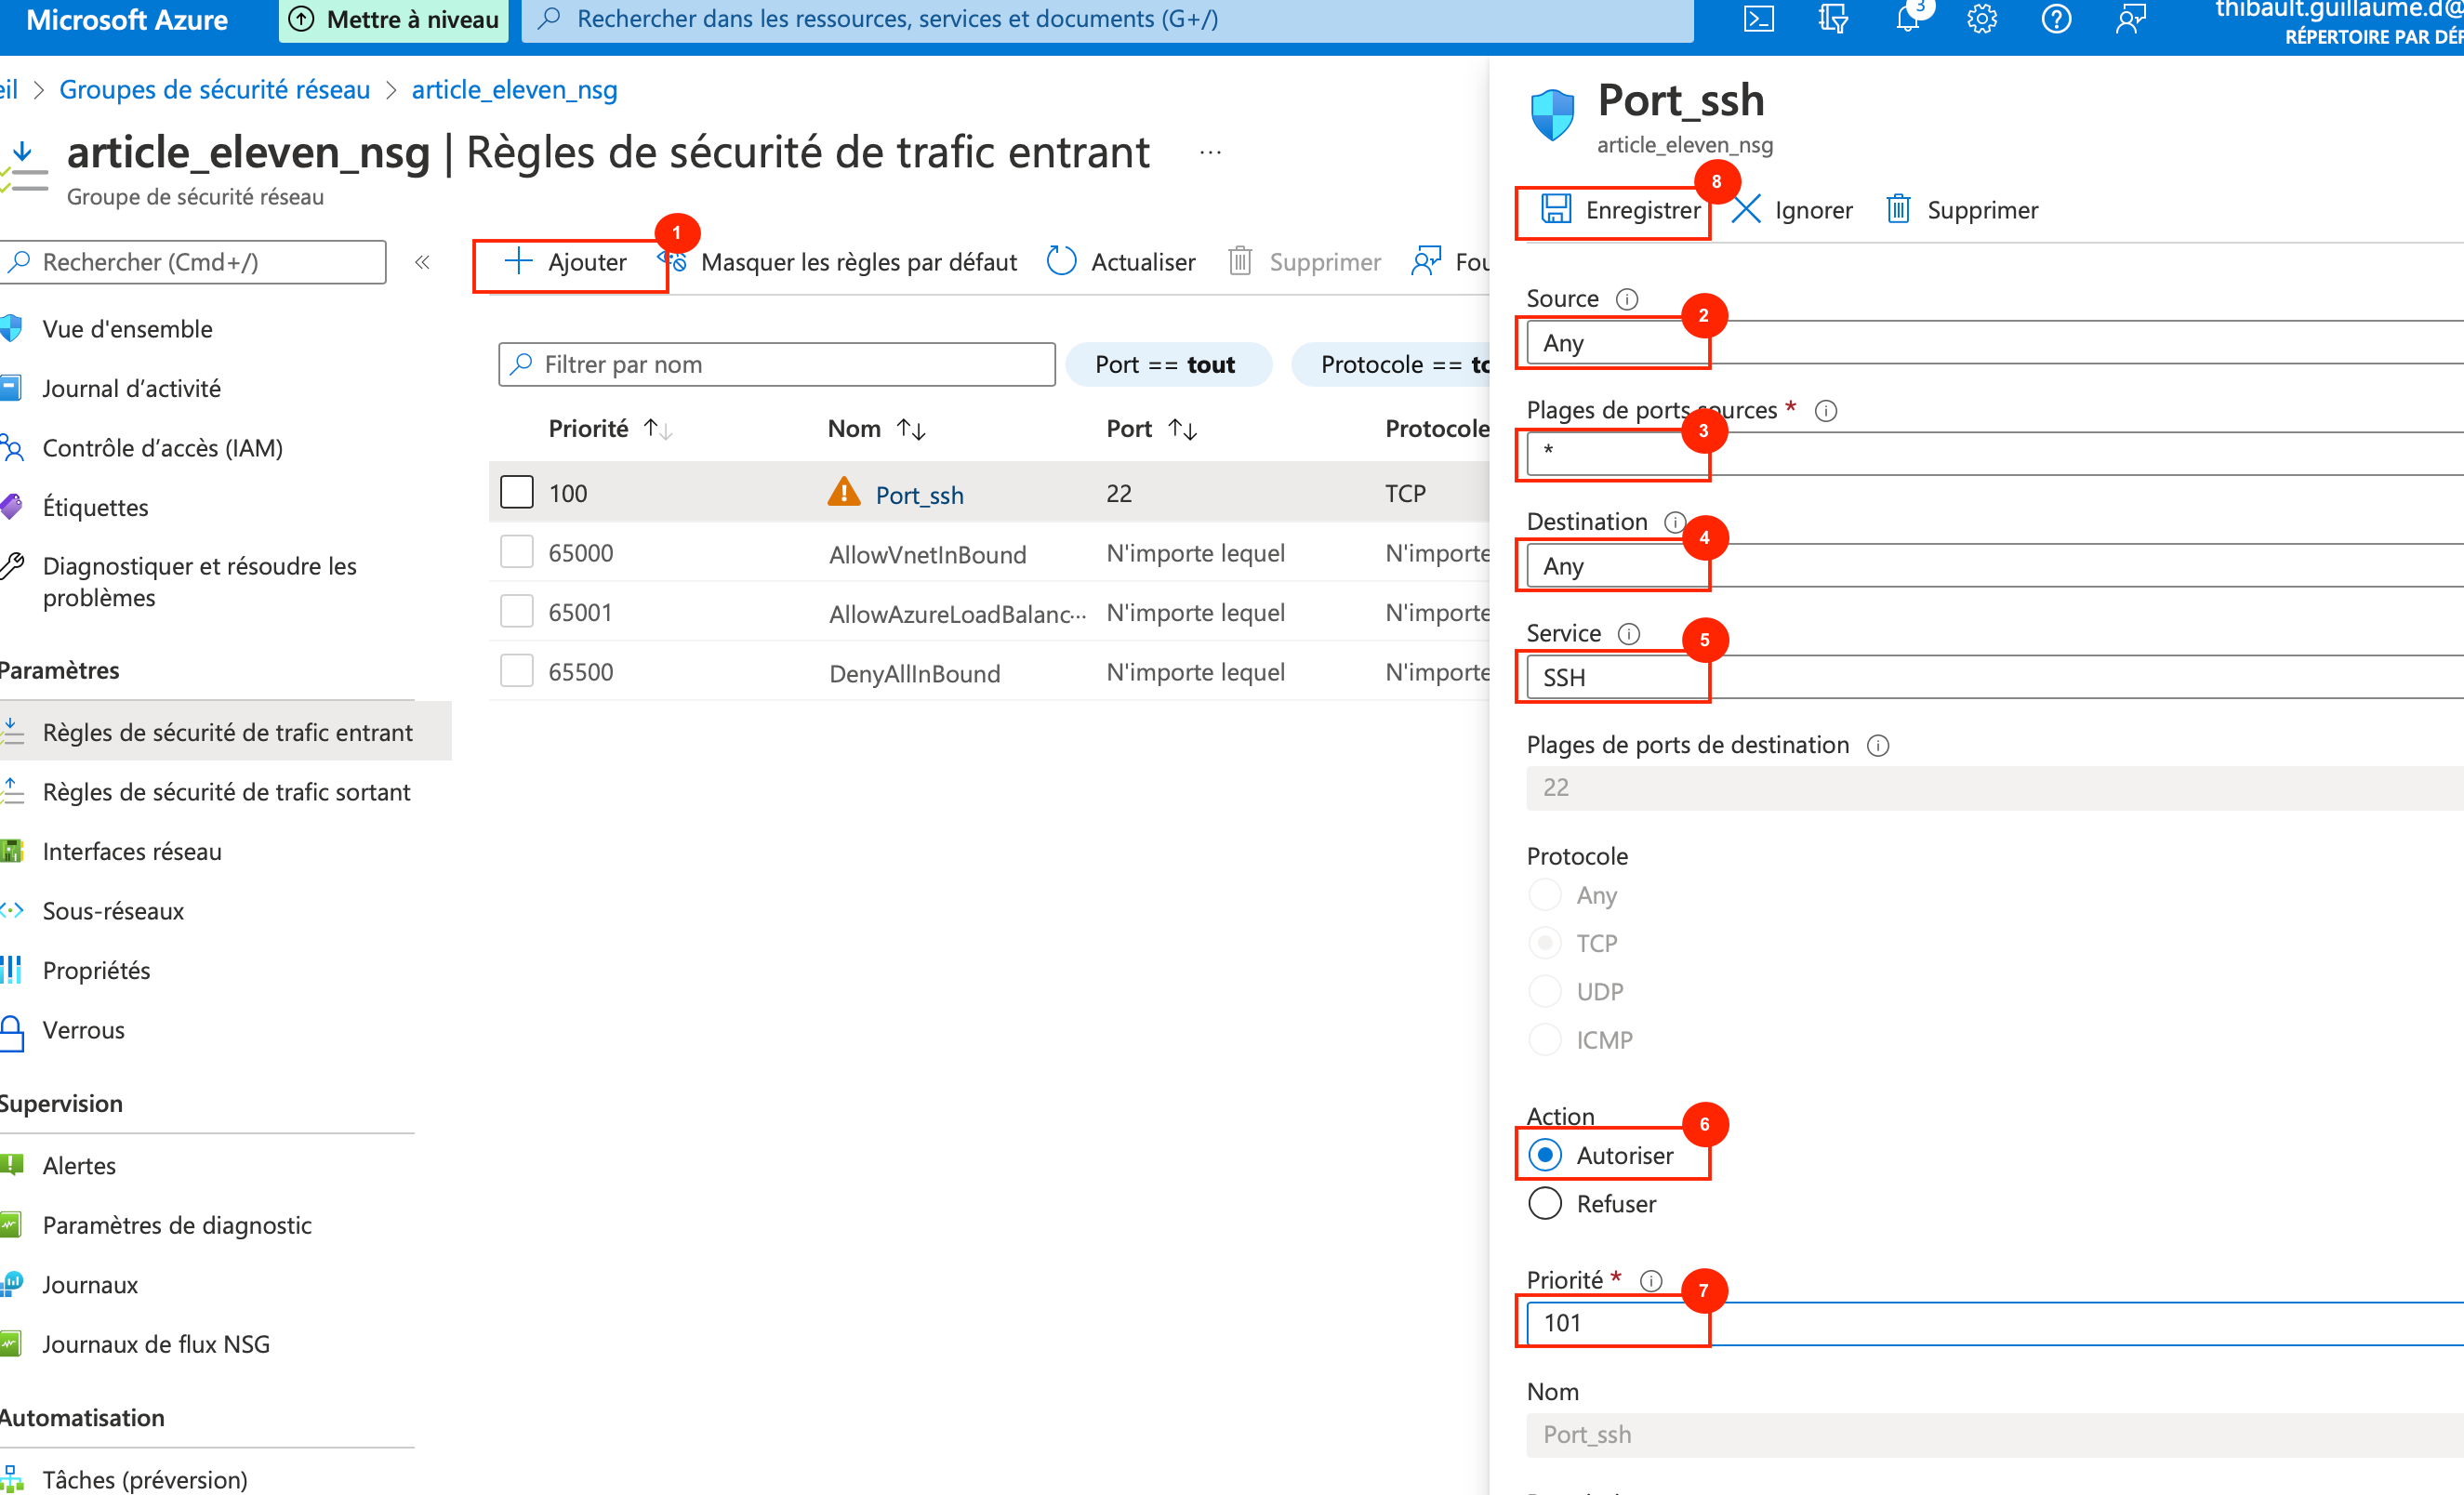 Microsoft Azure
Mettre à niveau
Rechercher dans les ressources, services et documents (G+/)
3
thibault.guillaume.d@
RÉPERTOIRE PAR DÉF
eil > Groupes de sécurité réseau > article_eleven_nsg
article_eleven_nsg | Règles de sécurité de trafic entrant ...
Groupe de sécurité réseau
Rechercher (Cmd+/)
«
Vue d'ensemble
Journal d’activité
Contrôle d’accès (IAM)
Étiquettes
Diagnostiquer et résoudre les
problèmes
Paramètres
Règles de sécurité de trafic entrant
Règles de sécurité de trafic sortant
Interfaces réseau
Sous-réseaux
Propriétés
Verrous
Supervision
Alertes
Paramètres de diagnostic
Journaux
Journaux de flux NSG
Automatisation
Tâches (préversion)
1
Ajouter Masquer les règles par défaut Actualiser Supprimer Fou
Filtrer par nom Port == tout Protocole == to
Priorité ↑↓ Nom ↑↓ Port ↑↓ Protocole
100 Port_ssh 22 TCP
65000 AllowVnetInBound N'importe lequel N'importe
65001 AllowAzureLoadBalanc... N'importe lequel N'importe
65500 DenyAllInBound N'importe lequel N'importe
Port_ssh
article_eleven_nsg
8
Enregistrer Ignorer Supprimer
Source
2
Any
Plages de ports sources *
3
*
Destination
4
Any
Service
5
SSH
Plages de ports de destination
22
Protocole
Any
TCP
UDP
ICMP
Action
6
Autoriser
Refuser
Priorité *
7
101
Nom
Port_ssh